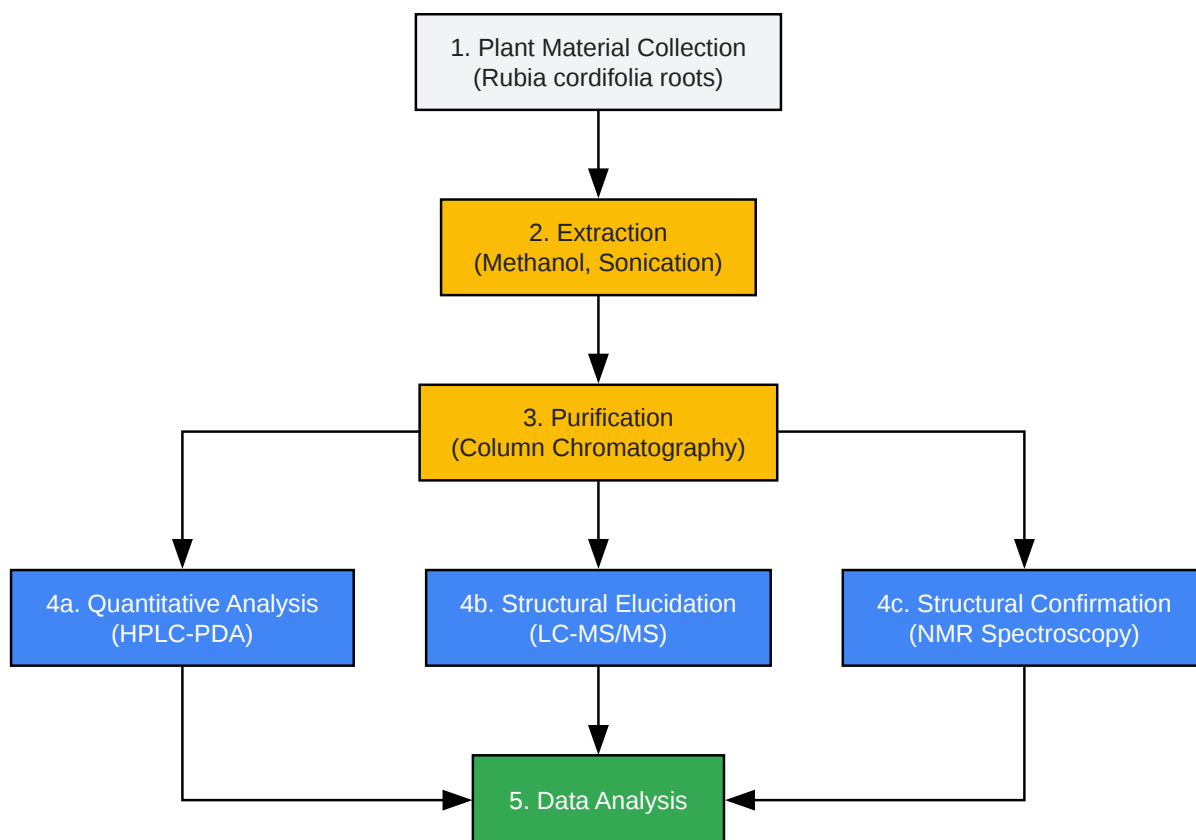 1. Plant Material Collection
(Rubia cordifolia roots)
2. Extraction
(Methanol, Sonication)
3. Purification
(Column Chromatography)
4a. Quantitative Analysis
(HPLC-PDA)
4b. Structural Elucidation
(LC-MS/MS)
4c. Structural Confirmation
(NMR Spectroscopy)
5. Data Analysis